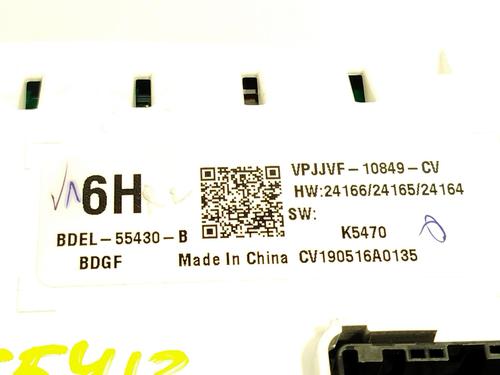 6H
VPJJVF-10849-CV
HW:24166/24165/24164
SW:
BDEL-55430-B
K5470
BDGF
Made In China CV190516A0135